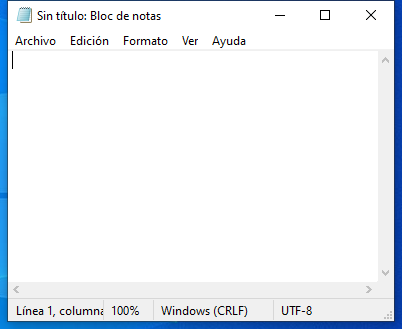 Sin título: Bloc de notas
Archivo Edición Formato Ver Ayuda
Línea 1, columna 100% Windows (CRLF) UTF-8